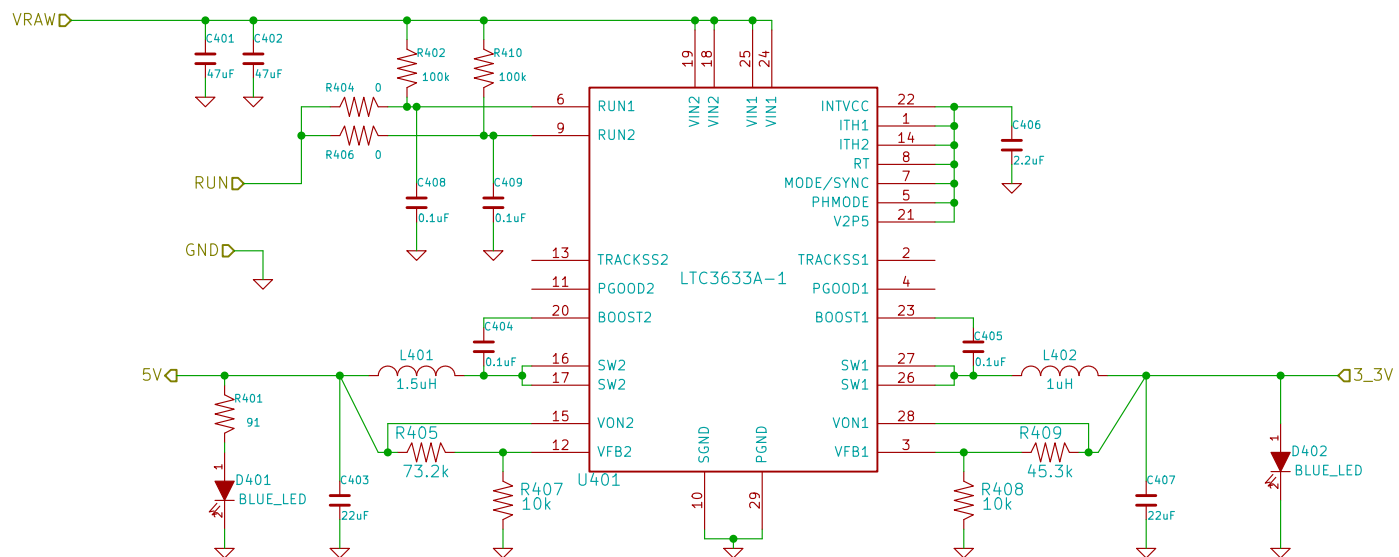 VRAW
C401
47uF
C402
47uF
R402
100k
R410
100k
R404 0
R406 0
RUN
GND
C408
0.1uF
C409
0.1uF
19
18
25
24
VIN2
VIN2
VIN1
VIN1
6 RUN1
9 RUN2
13 TRACKSS2
11 PGOOD2
20 BOOST2
16 SW2
17 SW2
15 VON2
12 VFB2
LTC3633A-1
INTVCC 22
ITH1 1
ITH2 14
RT 8
MODE/SYNC 7
PHMODE 5
V2P5 21
TRACKSS1 2
PGOOD1 4
BOOST1 23
SW1 27
SW1 26
VON1 28
VFB1 3
SGND
PGND
10
29
U401
C406
2.2uF
C404
0.1uF
L401
1.5uH
5V
R401
91
1
D401
BLUE_LED
2
C403
22uF
R405
73.2k
R407
10k
C405
0.1uF
L402
1uH
3_3V
R409
45.3k
R408
10k
C407
22uF
1
D402
BLUE_LED
2